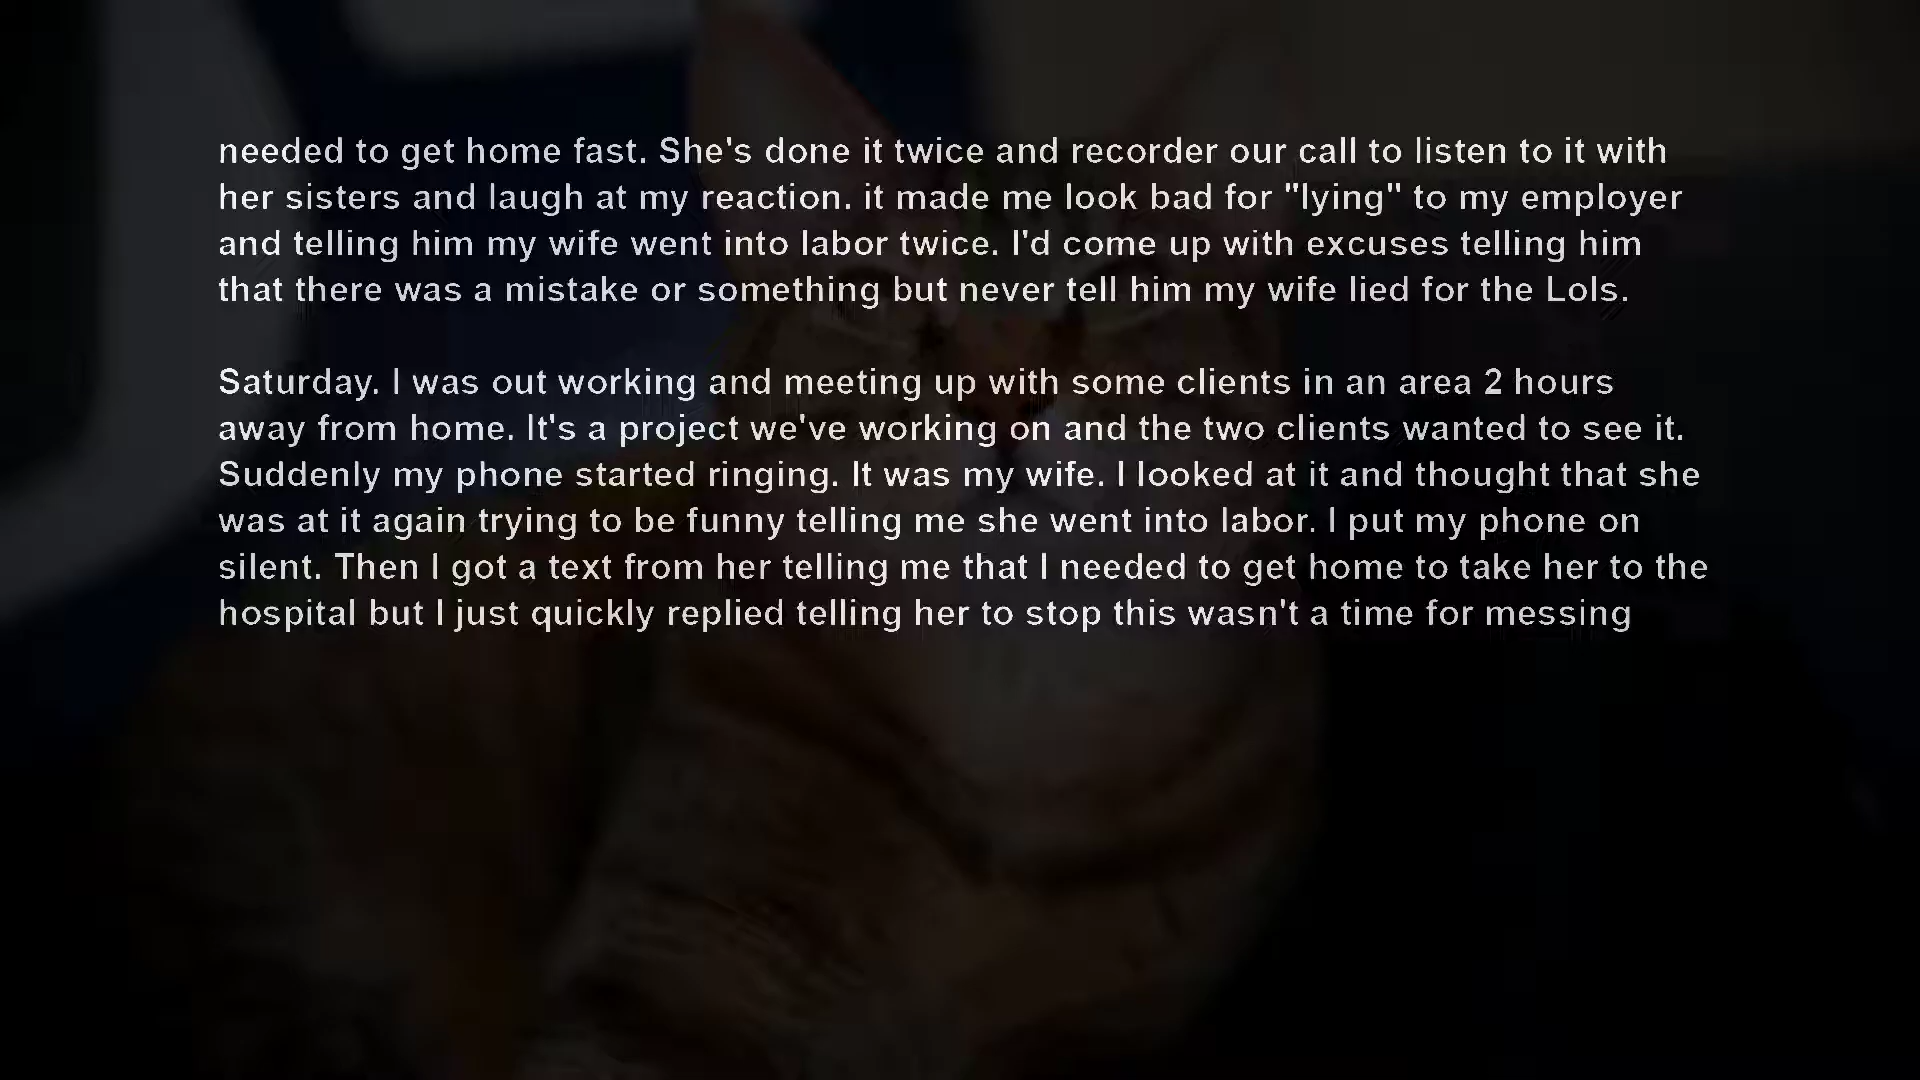 needed to get home fast. She's done it twice and recorder our call to listen to it with
her sisters and laugh at my reaction. it made me look bad for "lying" to my employer
and telling him my wife went into labor twice. I'd come up with excuses telling him
that there was a mistake or something but never tell him my wife lied for the Lols.
Saturday. I was out working and meeting up with some clients in an area 2 hours
away from home. It's a project we've working on and the two clients wanted to see it.
Suddenly my phone started ringing. It was my wife. I looked at it and thought that she
was at it again trying to be funny telling me she went into labor. I put my phone on
silent. Then I got a text from her telling me that I needed to get home to take her to the
hospital but I just quickly replied telling her to stop this wasn't a time for messing